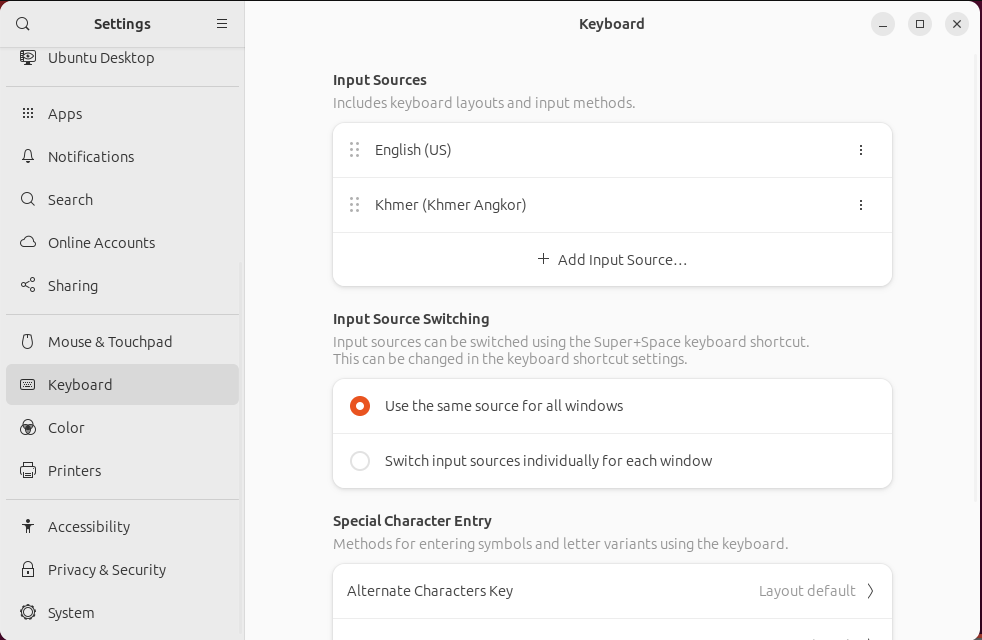 Settings
Ubuntu Desktop
Apps
Notifications
Search
Online Accounts
Sharing
Mouse & Touchpad
Keyboard
Color
Printers
Accessibility
Privacy & Security
System
Keyboard
Input Sources
Includes keyboard layouts and input methods.
English (US)
Khmer (Khmer Angkor)
+ Add Input Source…
Input Source Switching
Input sources can be switched using the Super+Space keyboard shortcut.
This can be changed in the keyboard shortcut settings.
Use the same source for all windows
Switch input sources individually for each window
Special Character Entry
Methods for entering symbols and letter variants using the keyboard.
Alternate Characters Key Layout default